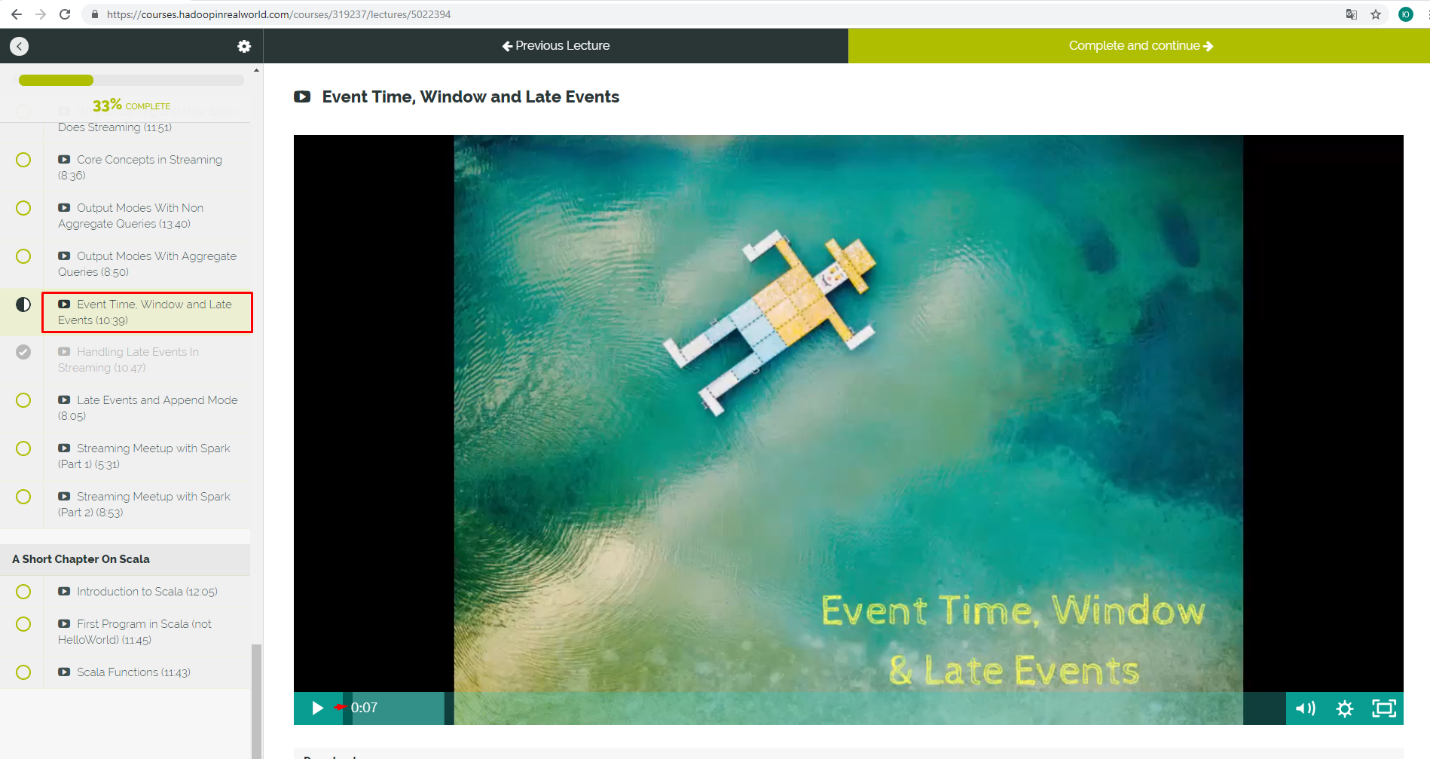 https://courses.hadoopinrealworld.com/courses/319237/lectures/5022394
Ю
Previous Lecture
Complete and continue
33% COMPLETE
Does Streaming (11:51)
Core Concepts in Streaming
(8:36)
Output Modes With Non
Aggregate Queries (13:40)
Output Modes With Aggregate
Queries (8:50)
Event Time, Window and Late
Events (10:39)
Handling Late Events In
Streaming (10:47)
Late Events and Append Mode
(8:05)
Streaming Meetup with Spark
(Part 1) (5:31)
Streaming Meetup with Spark
(Part 2) (8:53)
A Short Chapter On Scala
Introduction to Scala (12:05)
First Program in Scala (not
HelloWorld) (11:45)
Scala Functions (11:43)
Event Time, Window and Late Events
Event Time, Window
& Late Events
0:07